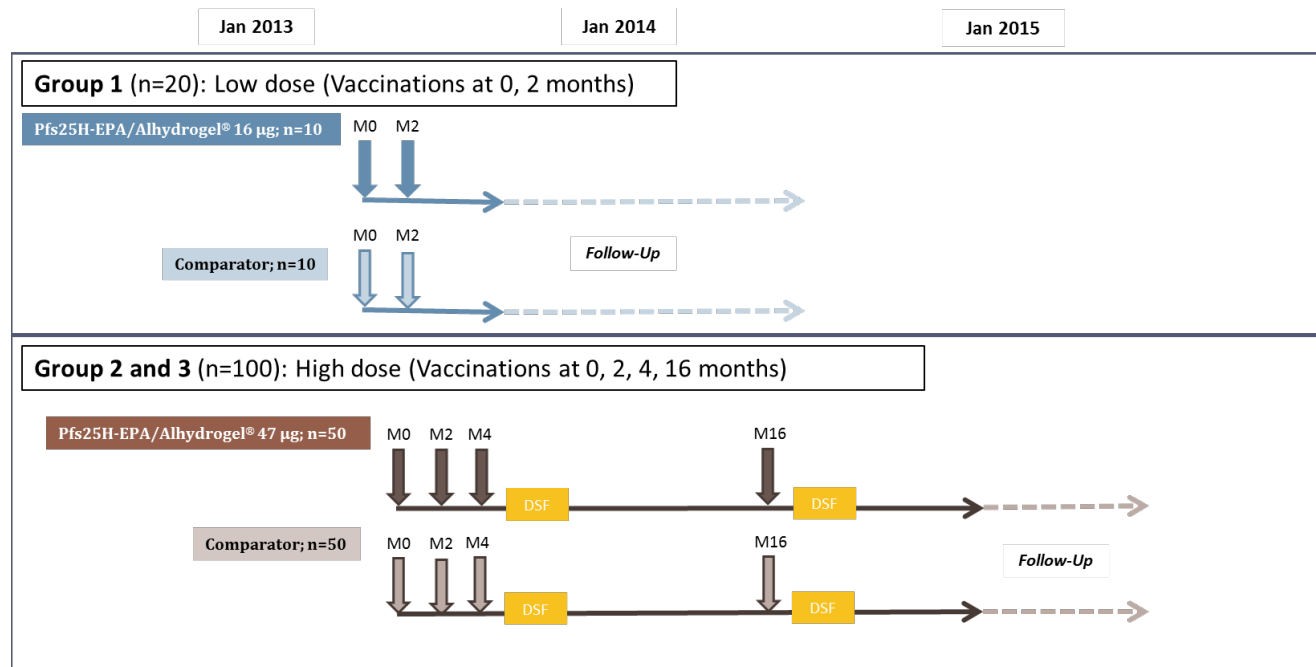 Jan 2013
Jan 2014
Jan 2015
Group 1 (n=20): Low dose (Vaccinations at 0, 2 months)
Pfs25H-EPA/Alhydrogel® 16 µg; n=10
M0
M2
Comparator; n=10
M0
M2
Follow-Up
Group 2 and 3 (n=100): High dose (Vaccinations at 0, 2, 4, 16 months)
Pfs25H-EPA/Alhydrogel® 47 µg; n=50
M0
M2
M4
M16
DSF
DSF
Comparator; n=50
M0
M2
M4
M16
DSF
DSF
Follow-Up